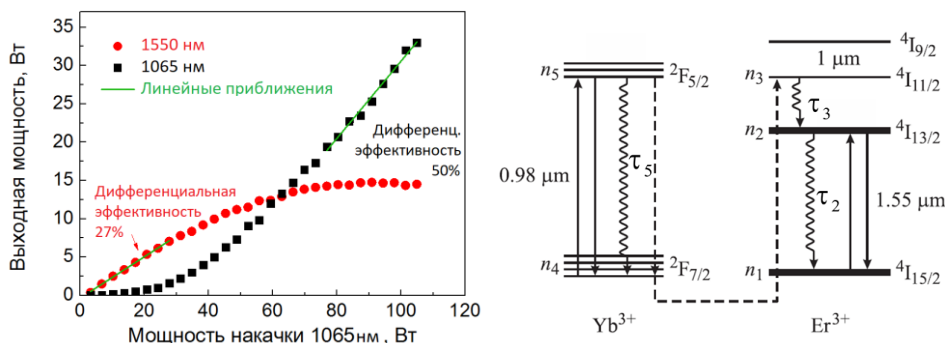 Выходная мощность, Вт
35
30
25
20
15
10
5
0
1550 нм
1065 нм
Линейные приближения
Дифференц.
эффективность
50%
Дифференциальная
эффективность
27%
0 20 40 60 80 100 120
Мощность накачки 1065нм , Вт
n5
²F5/2
0.98 µm
τ5
n4
²F7/2
Yb³⁺
⁴I9/2
1 µm
n3
⁴I11/2
τ3
n2
⁴I13/2
τ2
1.55 µm
n1
⁴I15/2
Er³⁺